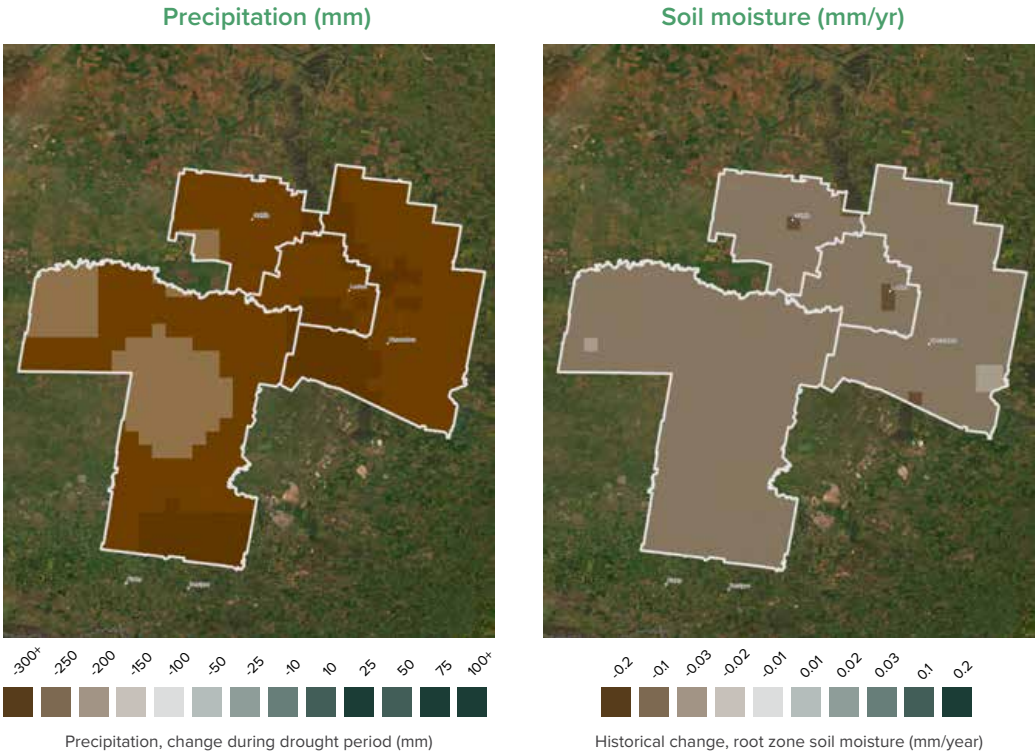 Precipitation (mm)
Soil moisture (mm/yr)
-300+ -250 -200 -150 -100 -50 -25 -10 10 25 50 75 100+
-0.2 -0.1 -0.03 -0.02 -0.01 0.01 0.02 0.03 0.1 0.2
Precipitation, change during drought period (mm)
Historical change, root zone soil moisture (mm/year)